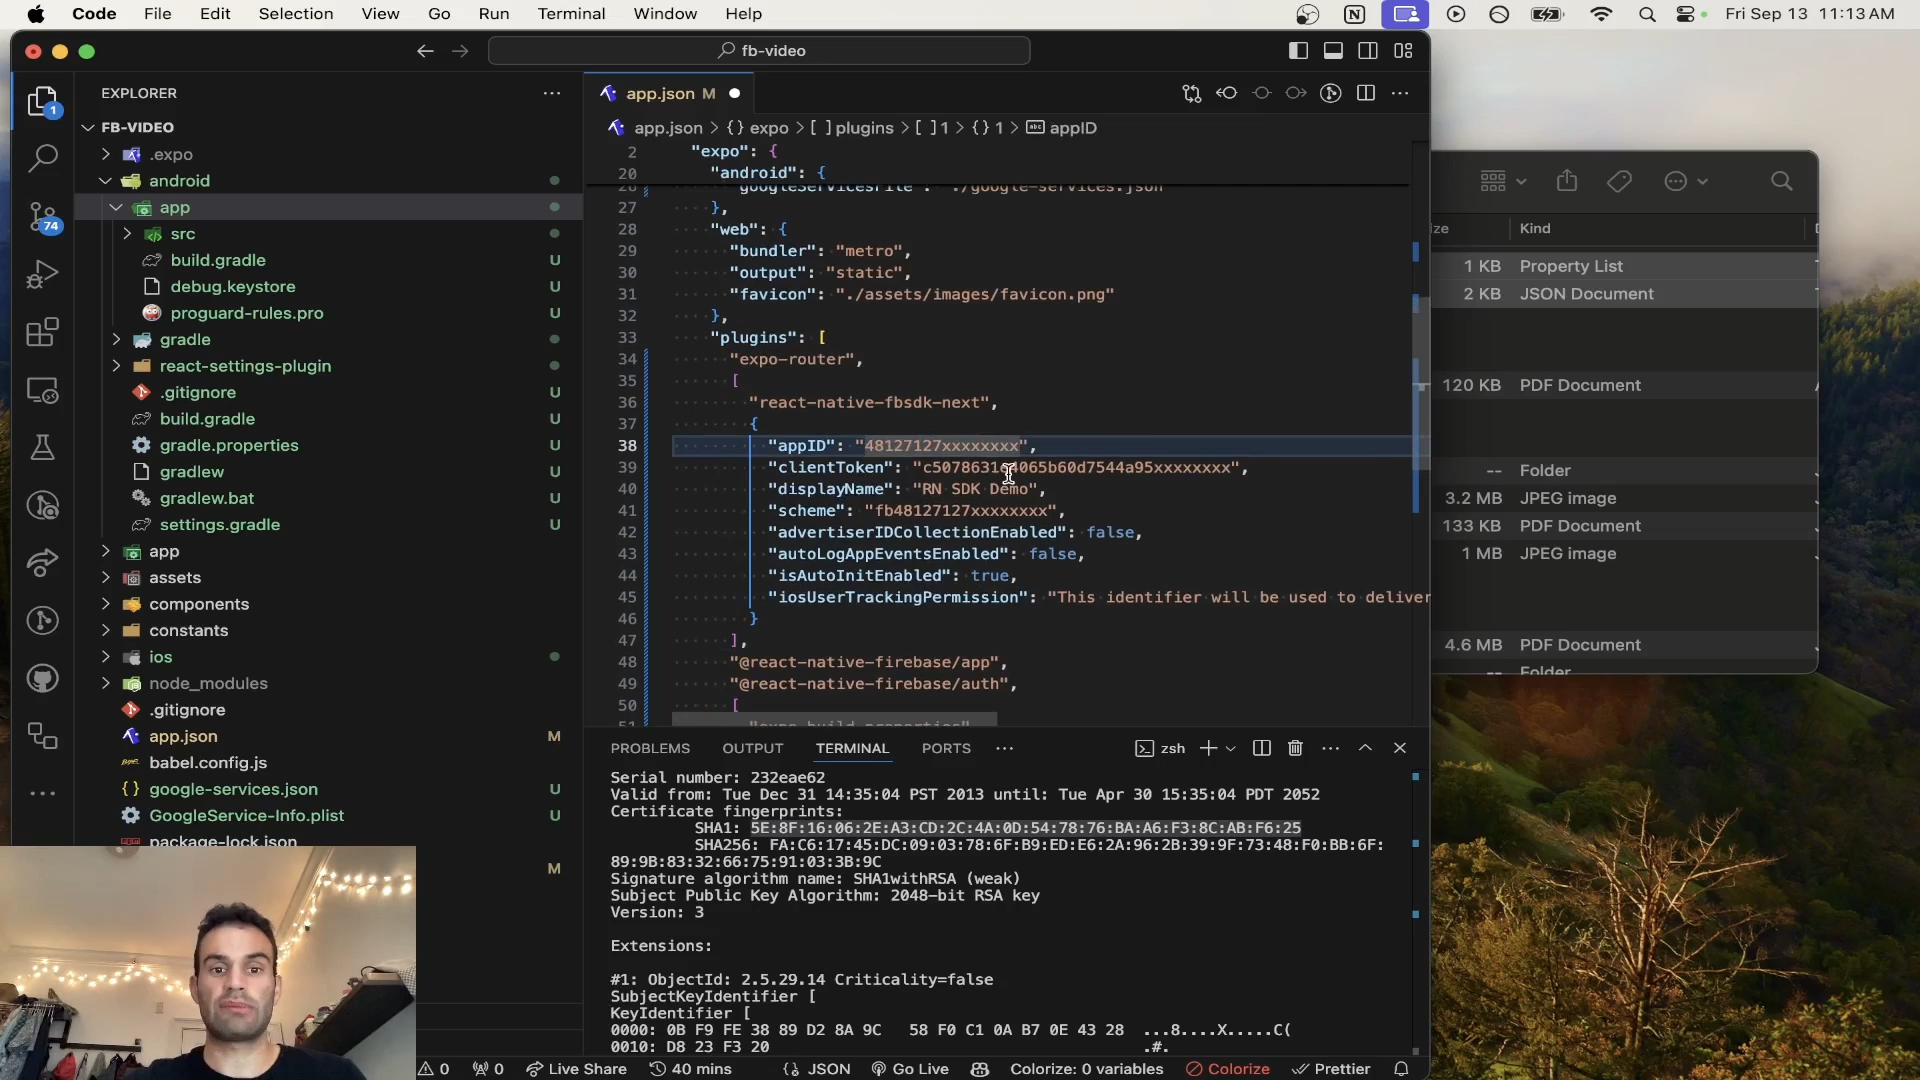 Code File Edit Selection View Go Run Terminal Window Help Fri Sep 13 11:13 AM
fb-video
EXPLORER
FB-VIDEO
.expo
android
app
src
build.gradle U
debug.keystore U
proguard-rules.pro U
gradle
react-settings-plugin
.gitignore U
build.gradle U
gradle.properties U
gradlew U
gradlew.bat U
settings.gradle U
app
assets
components
constants
ios
node_modules
.gitignore
app.json M
babel.config.js
google-services.json U
GoogleService-Info.plist U
package-lock.json
M
1
74
app.json M
app.json > {} expo > [ ] plugins > [ ] 1 > {} 1 > appID
2 "expo": {
20 "android": {
26 "googleServicesFile": "./google-services.json"
27 },
28 "web": {
29 "bundler": "metro",
30 "output": "static",
31 "favicon": "./assets/images/favicon.png"
32 },
33 "plugins": [
34 "expo-router",
35 [
36 "react-native-fbsdk-next",
37 {
38 "appID": "48127127xxxxxxxx",
39 "clientToken": "c5078631 4065b60d7544a95xxxxxxxx",
40 "displayName": "RN SDK Demo",
41 "scheme": "fb48127127xxxxxxxx",
42 "advertiserIDCollectionEnabled": false,
43 "autoLogAppEventsEnabled": false,
44 "isAutoInitEnabled": true,
45 "iosUserTrackingPermission": "This identifier will be used to deliver
46 }
47 ],
48 "@react-native-firebase/app",
49 "@react-native-firebase/auth",
50 [
51 "expo-build-properties"
PROBLEMS OUTPUT TERMINAL PORTS zsh
Serial number: 232eae62
Valid from: Tue Dec 31 14:35:04 PST 2013 until: Tue Apr 30 15:35:04 PDT 2052
Certificate fingerprints:
SHA1: 5E:8F:16:06:2E:A3:CD:2C:4A:0D:54:78:76:BA:A6:F3:8C:AB:F6:25
SHA256: FA:C6:17:45:DC:09:03:78:6F:B9:ED:E6:2A:96:2B:39:9F:73:48:F0:BB:6F:
89:9B:83:32:66:75:91:03:3B:9C
Signature algorithm name: SHA1withRSA (weak)
Subject Public Key Algorithm: 2048-bit RSA key
Version: 3
Extensions:
#1: ObjectId: 2.5.29.14 Criticality=false
SubjectKeyIdentifier [
KeyIdentifier [
0000: 0B F9 FE 38 89 D2 8A 9C 58 F0 C1 0A B7 0E 43 28 ...8....X.....C(
0010: D8 23 F3 20 .#.
0 0 Live Share 40 mins JSON Go Live Colorize: 0 variables Colorize Prettier
Kind
1 KB Property List
2 KB JSON Document
120 KB PDF Document
-- Folder
3.2 MB JPEG image
133 KB PDF Document
1 MB JPEG image
4.6 MB PDF Document
-- Folder